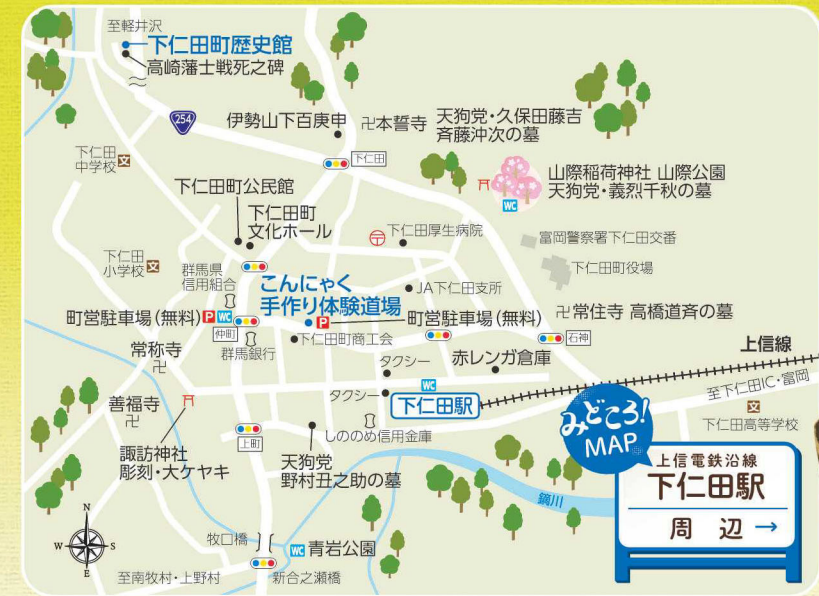 至軽井沢
下仁田町歴史館
高崎藩士戦死之碑
254
伊勢山下百庚申
卍本誓寺
天狗党・久保田藤吉
斉藤沖次の墓
下仁田
下仁田
中学校
文
山際稲荷神社 山際公園
天狗党・義烈千秋の墓
WC
下仁田町公民館
下仁田町
文化ホール
下仁田厚生病院
富岡警察署下仁田交番
下仁田町役場
下仁田
小学校
文
群馬県
信用組合
こんにゃく
手作り体験道場
JA下仁田支所
町営駐車場(無料)
P
WC
仲町
P
町営駐車場(無料)
卍常住寺 高橋道斉の墓
石神
群馬銀行
下仁田町商工会
常称寺
卍
タクシー
赤レンガ倉庫
上信線
善福寺
卍
タクシー
WC
下仁田駅
至下仁田IC・富岡
文
下仁田高等学校
上町
しののめ信用金庫
諏訪神社
彫刻・大ケヤキ
天狗党
野村丑之助の墓
みどころ!
MAP
上信電鉄沿線
下仁田駅
周辺→
鏑川
N
W
S
E
牧口橋
WC
青岩公園
至南牧村・上野村
新合之瀬橋